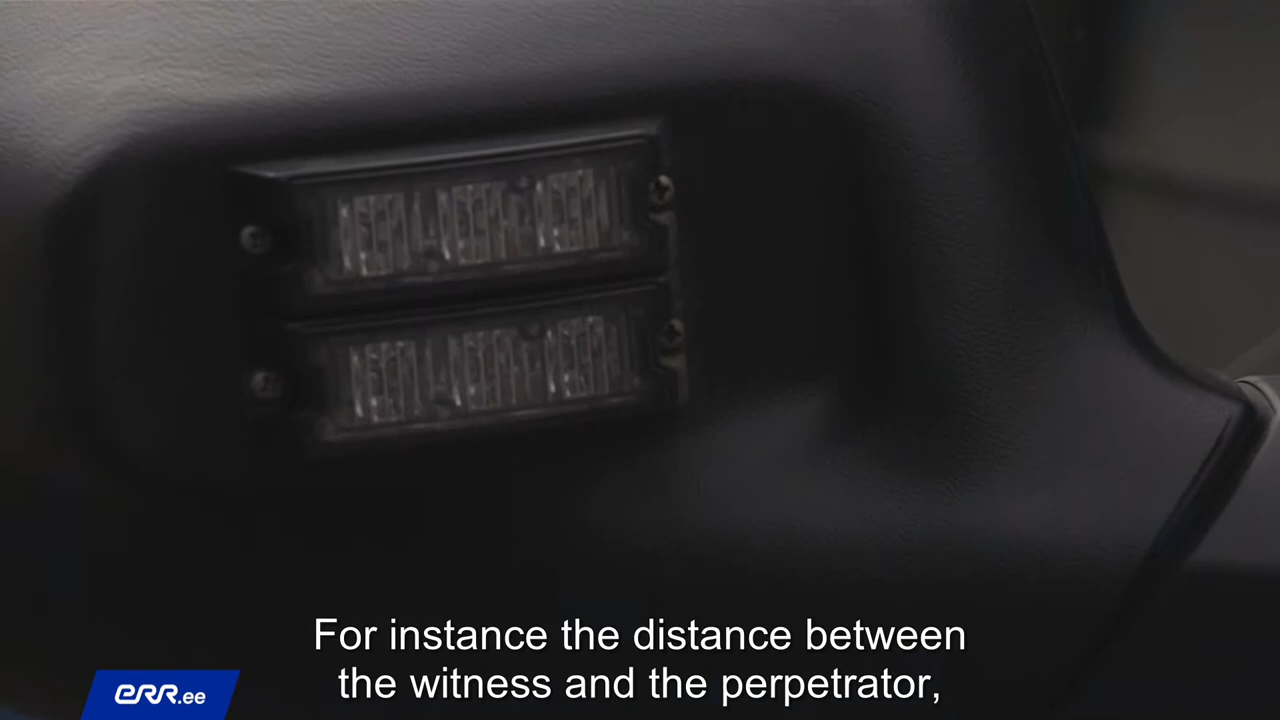 For instance the distance between
the witness and the perpetrator,
err.ee